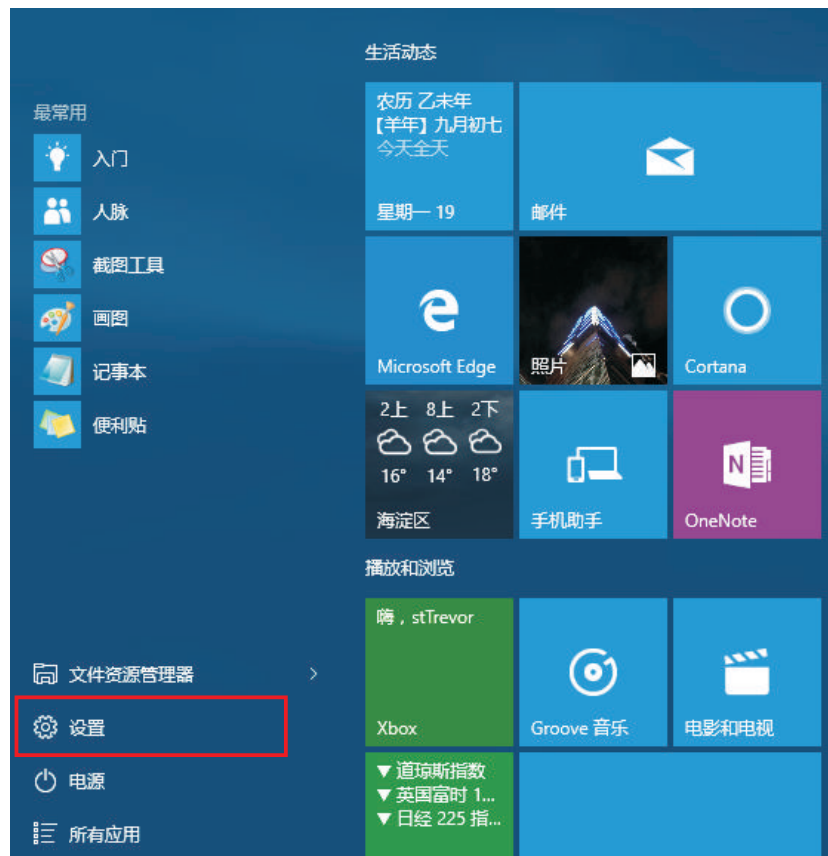 生活动态
最常用
入门
人脉
截图工具
画图
记事本
便利贴
文件资源管理器
设置
电源
所有应用
农历 乙未年
【羊年】九月初七
今天全天
星期一 19
邮件
Microsoft Edge
照片
Cortana
2上 8上 2下
16° 14° 18°
海淀区
手机助手
N
OneNote
播放和浏览
嗨，stTrevor
Xbox
Groove 音乐
电影和电视
▼道琼斯指数
▼英国富时 1...
▼日经 225 指...